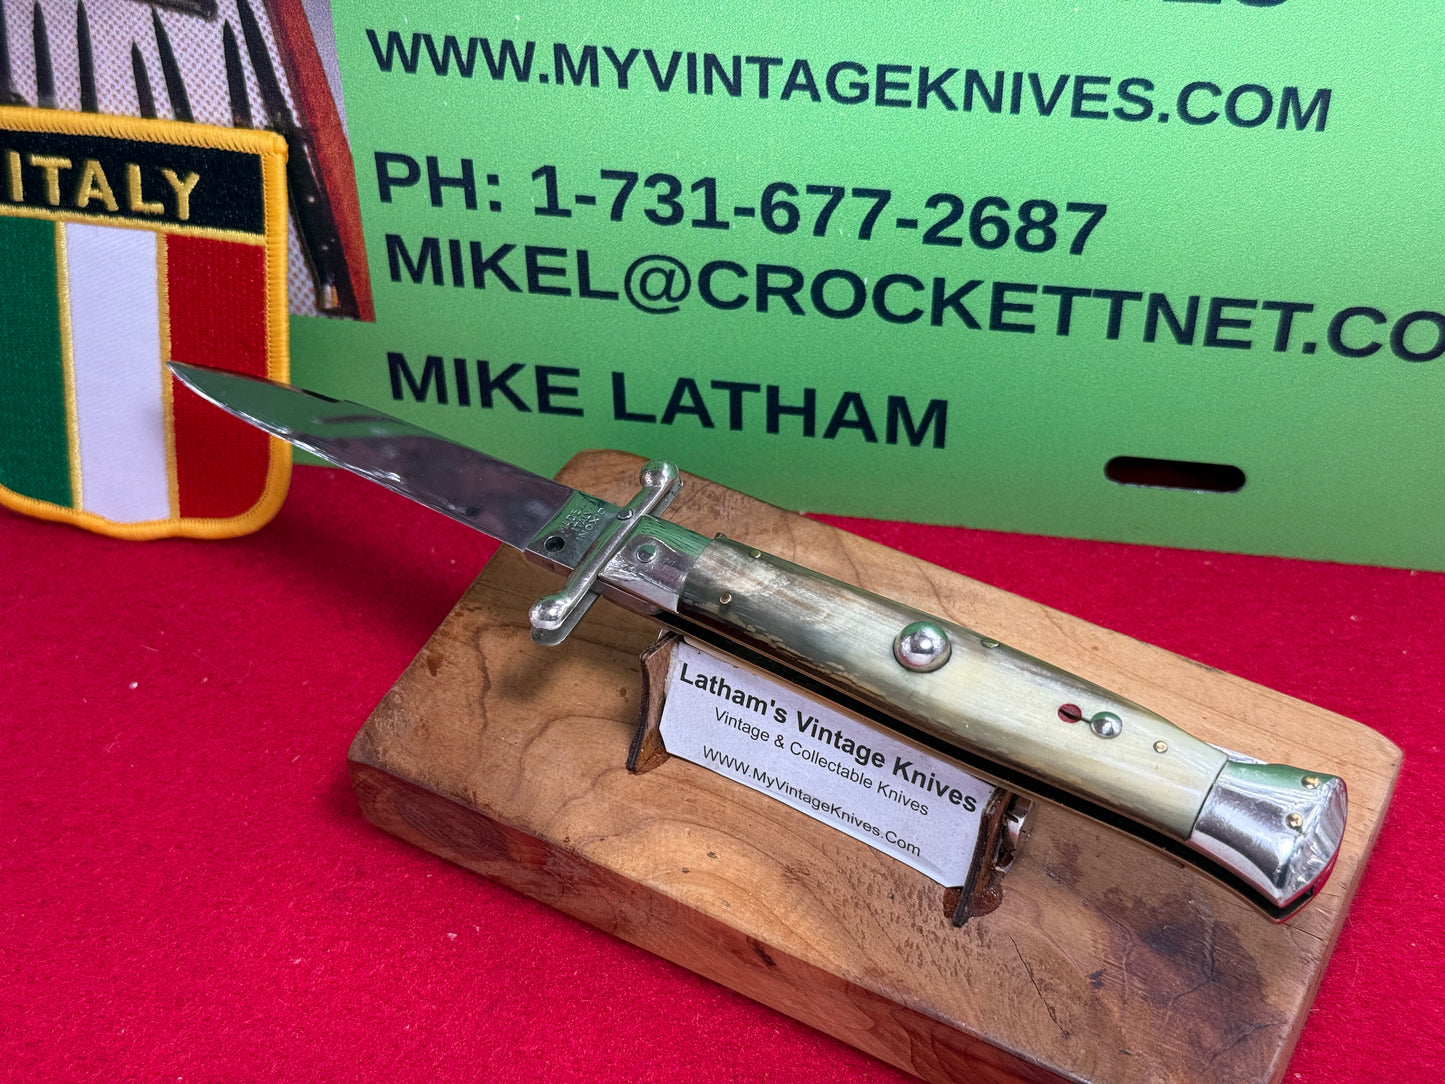 WWW.MYVINTAGEKNIVES.COM
PH: 1-731-677-2687
MIKEL@CROCKETTNET.CO
MIKE LATHAM
ITALY
Latham's Vintage Knives
Vintage & Collectable Knives
WWW.MyVintageKnives.Com